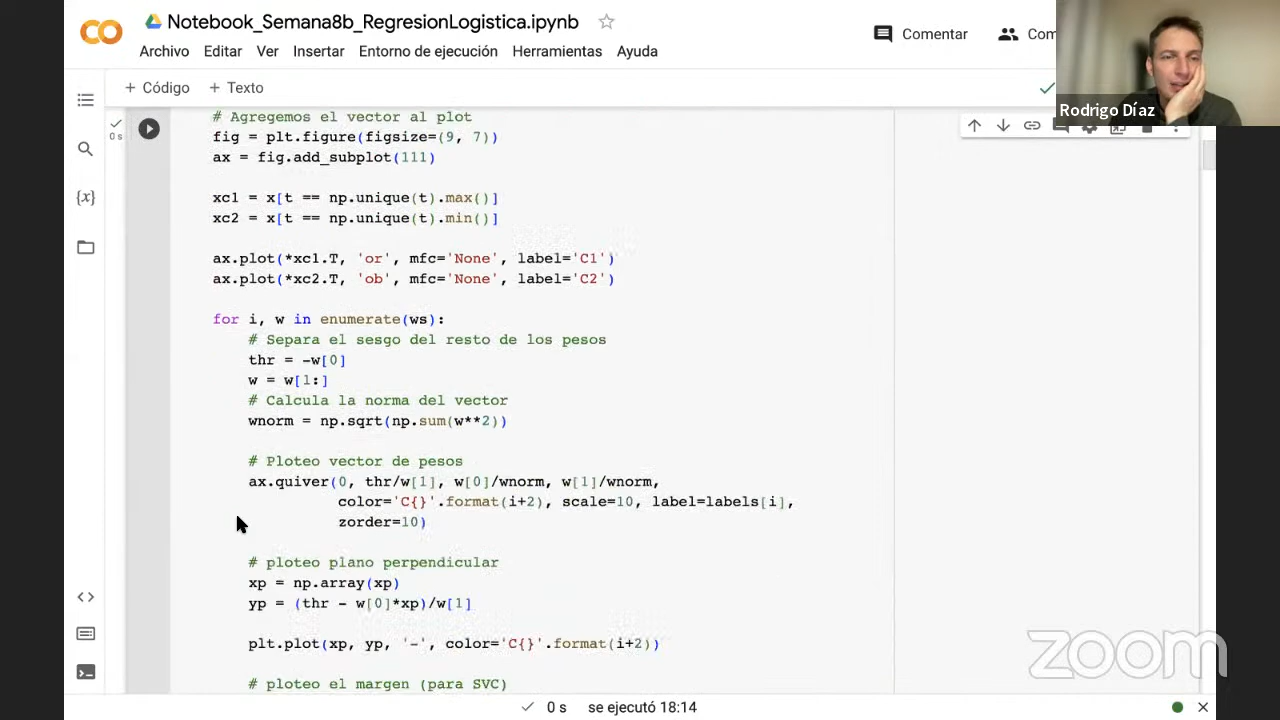 Notebook_Semana8b_RegresionLogistica.ipynb
Archivo Editar Ver Insertar Entorno de ejecución Herramientas Ayuda
Comentar
Com
Rodrigo Díaz
+ Código + Texto
0 s
# Agregemos el vector al plot
fig = plt.figure(figsize=(9, 7))
ax = fig.add_subplot(111)
xc1 = x[t == np.unique(t).max()]
xc2 = x[t == np.unique(t).min()]
ax.plot(*xc1.T, 'or', mfc='None', label='C1')
ax.plot(*xc2.T, 'ob', mfc='None', label='C2')
for i, w in enumerate(ws):
# Separa el sesgo del resto de los pesos
thr = -w[0]
w = w[1:]
# Calcula la norma del vector
wnorm = np.sqrt(np.sum(w**2))
# Ploteo vector de pesos
ax.quiver(0, thr/w[1], w[0]/wnorm, w[1]/wnorm,
color='C{}'.format(i+2), scale=10, label=labels[i],
zorder=10)
# ploteo plano perpendicular
xp = np.array(xp)
yp = (thr - w[0]*xp)/w[1]
plt.plot(xp, yp, '-', color='C{}'.format(i+2))
# ploteo el margen (para SVC)
zoom
0 s se ejecutó 18:14